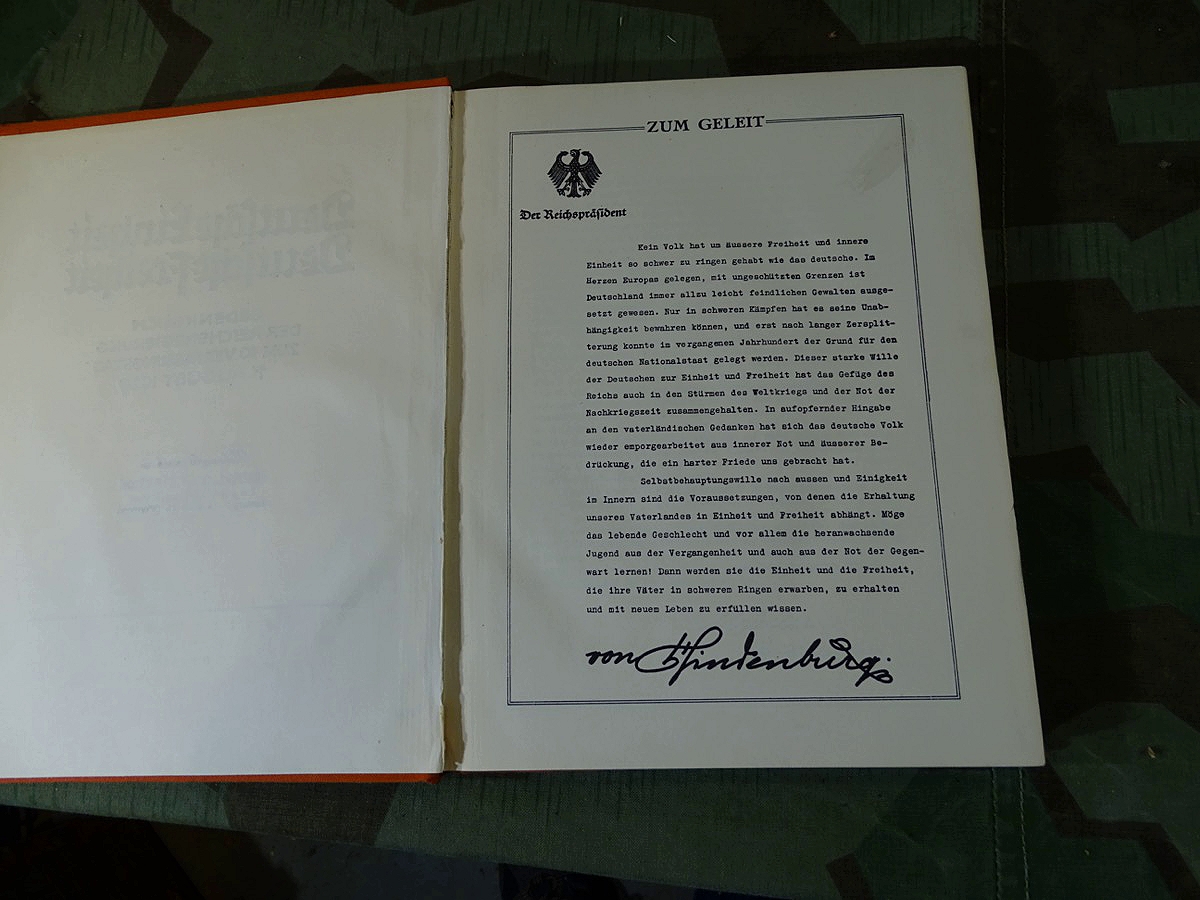 ZUM GELEIT
Der Reichspräsident
Kein Volk hat um äussere Freiheit und innere
Einheit so schwer zu ringen gehabt wie das deutsche. Im
Herzen Europas gelegen, mit ungeschützten Grenzen ist
Deutschland immer allzu leicht feindlichen Gewalten ausge-
setzt gewesen. Nur in schweren Kämpfen hat es seine Unab-
hängigkeit bewahren können, und erst nach langer Zersplit-
terung konnte im vergangenen Jahrhundert der Grund für den
deutschen Nationalstaat gelegt werden. Dieser starke Wille
der Deutschen zur Einheit und Freiheit hat das Gefüge des
Reichs auch in den Stürmen des Weltkriegs und der Not der
Nachkriegszeit zusammengehalten. In aufopfernder Hingabe
an den vaterländischen Gedanken hat sich das deutsche Volk
wieder emporgearbeitet aus innerer Not und äusserer Be-
drückung, die ein harter Friede uns gebracht hat.
Selbstbehauptungswille nach aussen und Einigkeit
im Innern sind die Voraussetzungen, von denen die Erhaltung
unseres Vaterlandes in Einheit und Freiheit abhängt. Möge
das lebende Geschlecht und vor allem die heranwachsende
Jugend aus der Vergangenheit und auch aus der Not der Gegen-
wart lernen! Dann werden sie die Einheit und die Freiheit,
die ihre Väter in schwerem Ringen erwarben, zu erhalten
und mit neuem Leben zu erfüllen wissen.
von Hindenburg.